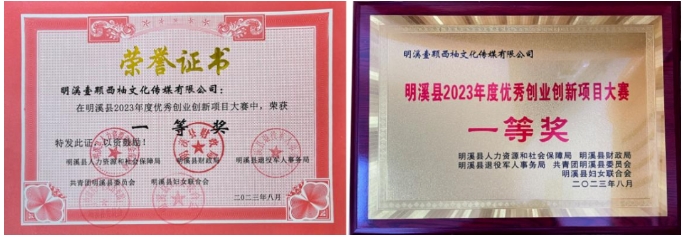 荣誉证书
明溪壹颗西柚文化传媒有限公司：
在明溪县2023年度优秀创业创新项目大赛中，荣获
一等奖
特发此证，以资鼓励！
明溪县人力资源和社会保障局 明溪县财政局 明溪县退役军人事务局
共青团明溪县委员会 明溪县妇女联合会
二〇二三年八月
明溪壹颗西柚文化传媒有限公司
明溪县2023年度优秀创业创新项目大赛
一等奖
明溪县人力资源和社会保障局 明溪县财政局
明溪县退役军人事务局 共青团明溪县委员会
明溪县妇女联合会
二〇二三年八月